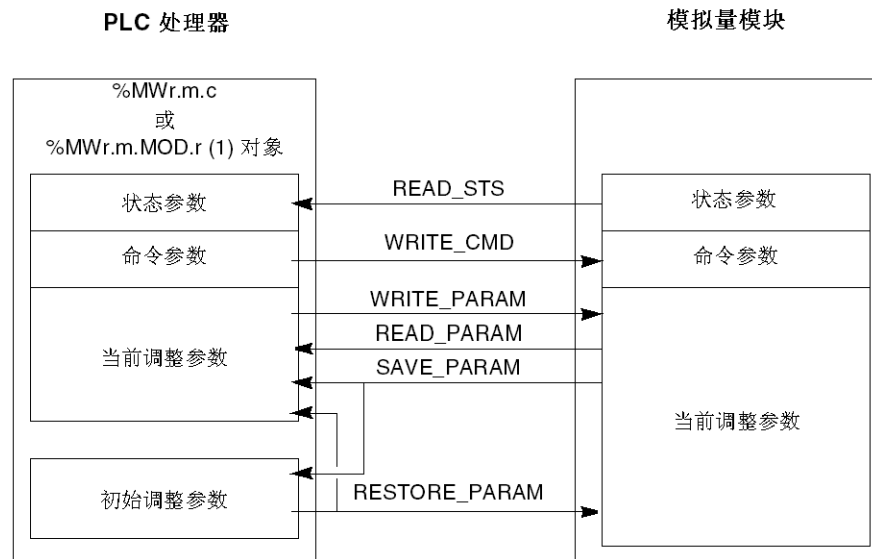 PLC 处理器
模拟量模块
%MWr.m.c
或
%MWr.m.MOD.r (1) 对象
状态参数
READ_STS
状态参数
命令参数
WRITE_CMD
命令参数
WRITE_PARAM
READ_PARAM
当前调整参数
SAVE_PARAM
当前调整参数
初始调整参数
RESTORE_PARAM